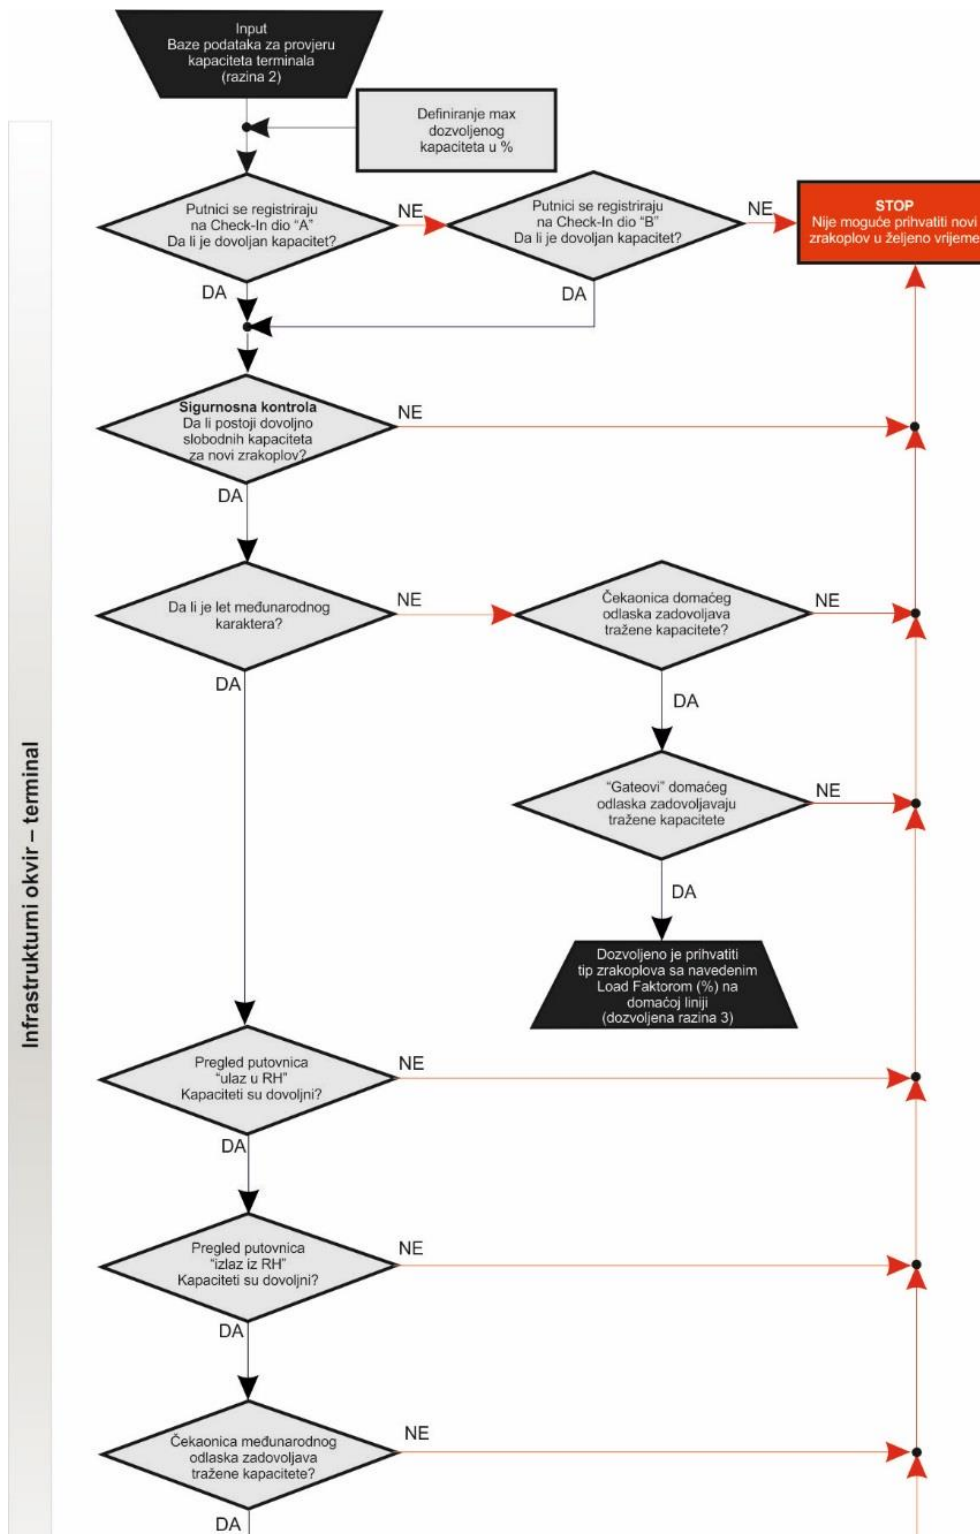 Input
Baze podataka za provjeru
kapaciteta terminala
(razina 2)
Definiranje max
dozvoljenog
kapaciteta u %
Putnici se registriraju
na Check-In dio “A”
Da li je dovoljan kapacitet?
NE
Putnici se registriraju
na Check-In dio “B”
Da li je dovoljan kapacitet?
NE
STOP
Nije moguće prihvatiti novi
zrakoplov u željeno vrijeme
DA
DA
Sigurnosna kontrola
Da li postoji dovoljno
slobodnih kapaciteta
za novi zrakoplov?
NE
DA
Da li je let međunarodnog
karaktera?
NE
Čekaonica domaćeg
odlaska zadovoljava
tražene kapacitete?
NE
DA
DA
“Gateovi” domaćeg
odlaska zadovoljavaju
tražene kapacitete
NE
DA
Dozvoljeno je prihvatiti
tip zrakoplova sa navedenim
Load Faktorom (%) na
domaćoj liniji
(dozvoljena razina 3)
Infrastrukturni okvir – terminal
Pregled putovnica
“ulaz u RH”
Kapaciteti su dovoljni?
NE
DA
Pregled putovnica
“izlaz iz RH”
Kapaciteti su dovoljni?
NE
DA
Čekaonica međunarodnog
odlaska zadovoljava
tražene kapacitete?
NE
DA